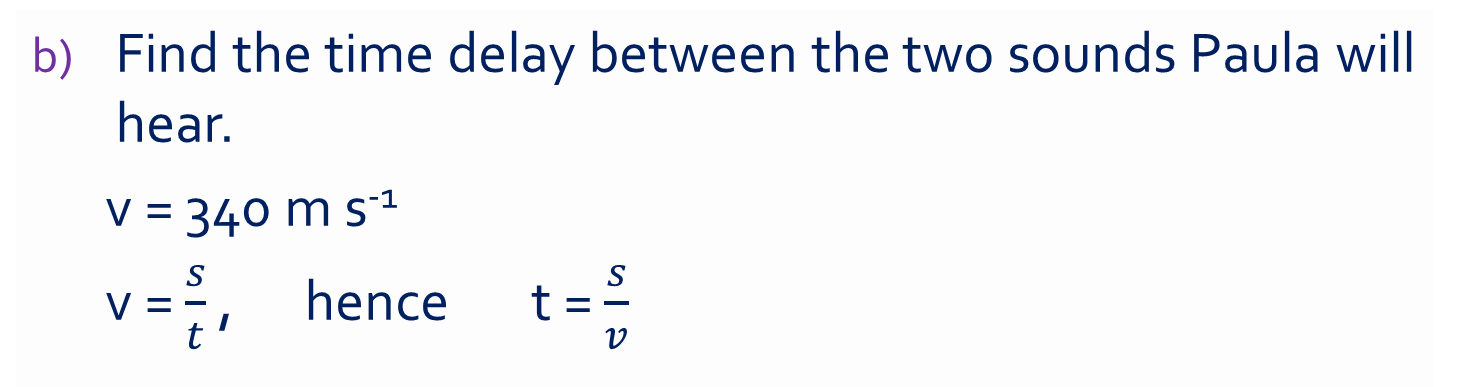 b) Find the time delay between the two sounds Paula will
hear.
v = 340 m s⁻¹
v = s/t, hence t = s/v